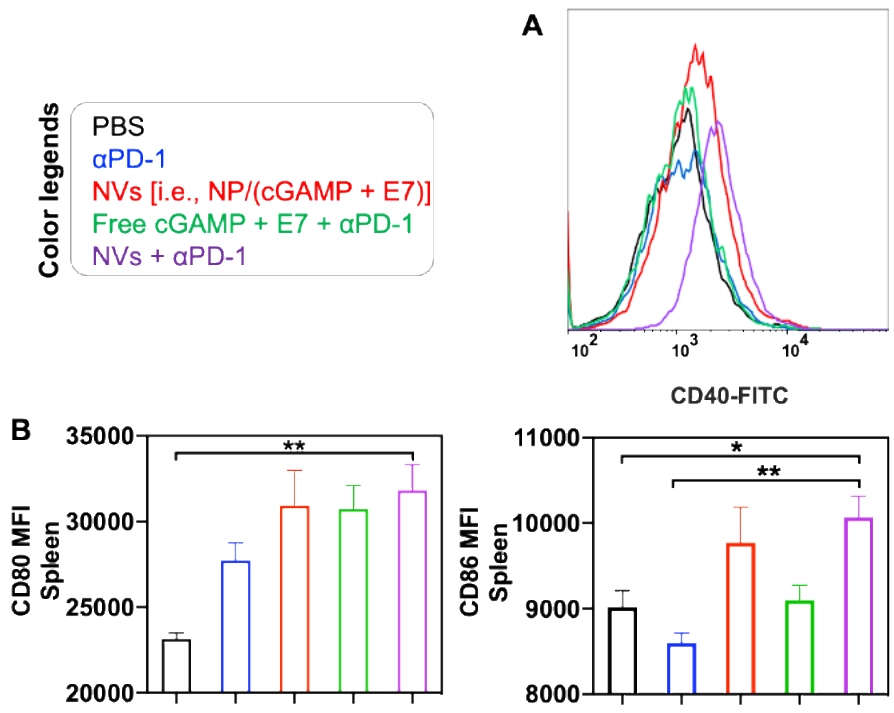 A
Color legends
PBS
αPD-1
NVs [i.e., NP/(cGAMP + E7)]
Free cGAMP + E7 + αPD-1
NVs + αPD-1
10² 10³ 10⁴
CD40-FITC
B
CD80 MFI
Spleen
35000
30000
25000
20000
**
CD86 MFI
Spleen
11000
10000
9000
8000
*
**